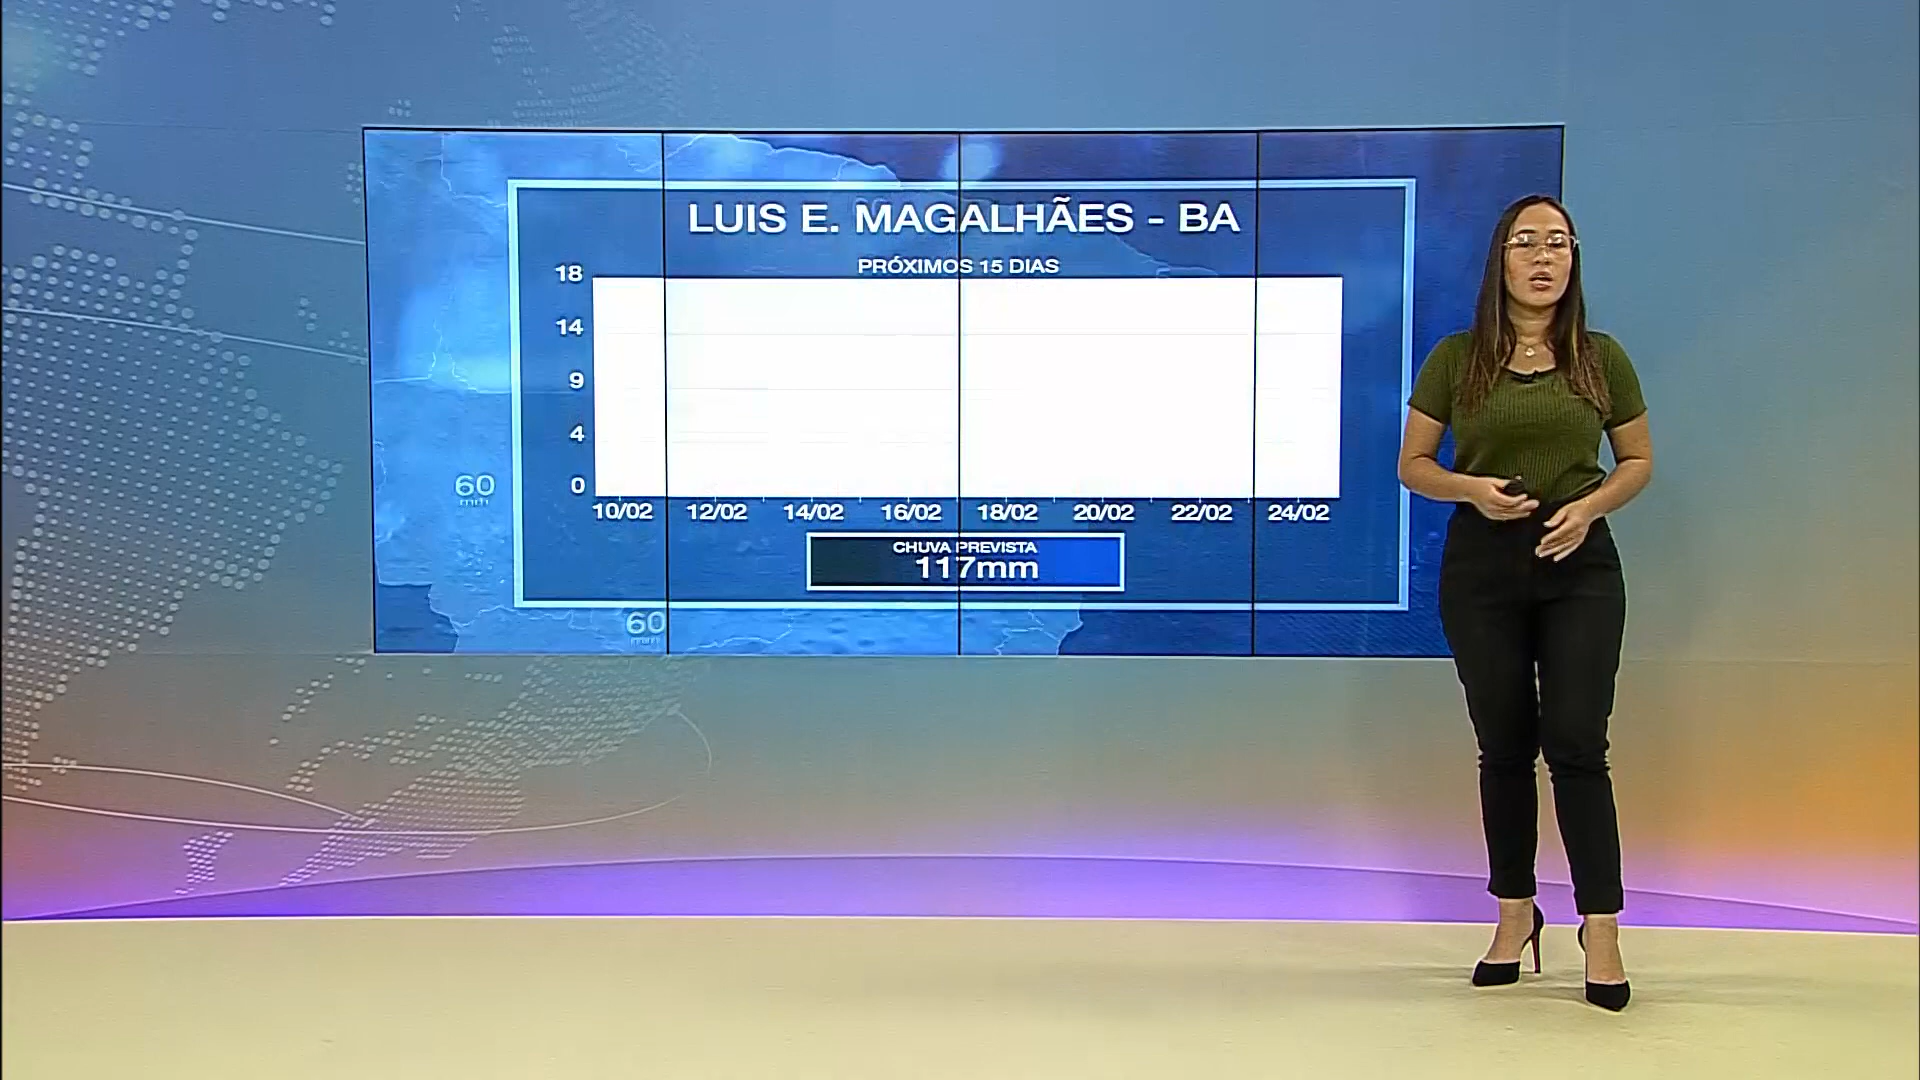 LUIS E. MAGALHÃES - BA
PRÓXIMOS 15 DIAS
18
14
9
4
0
10/02 12/02 14/02 16/02 18/02 20/02 22/02 24/02
CHUVA PREVISTA
117mm
60
mm
60